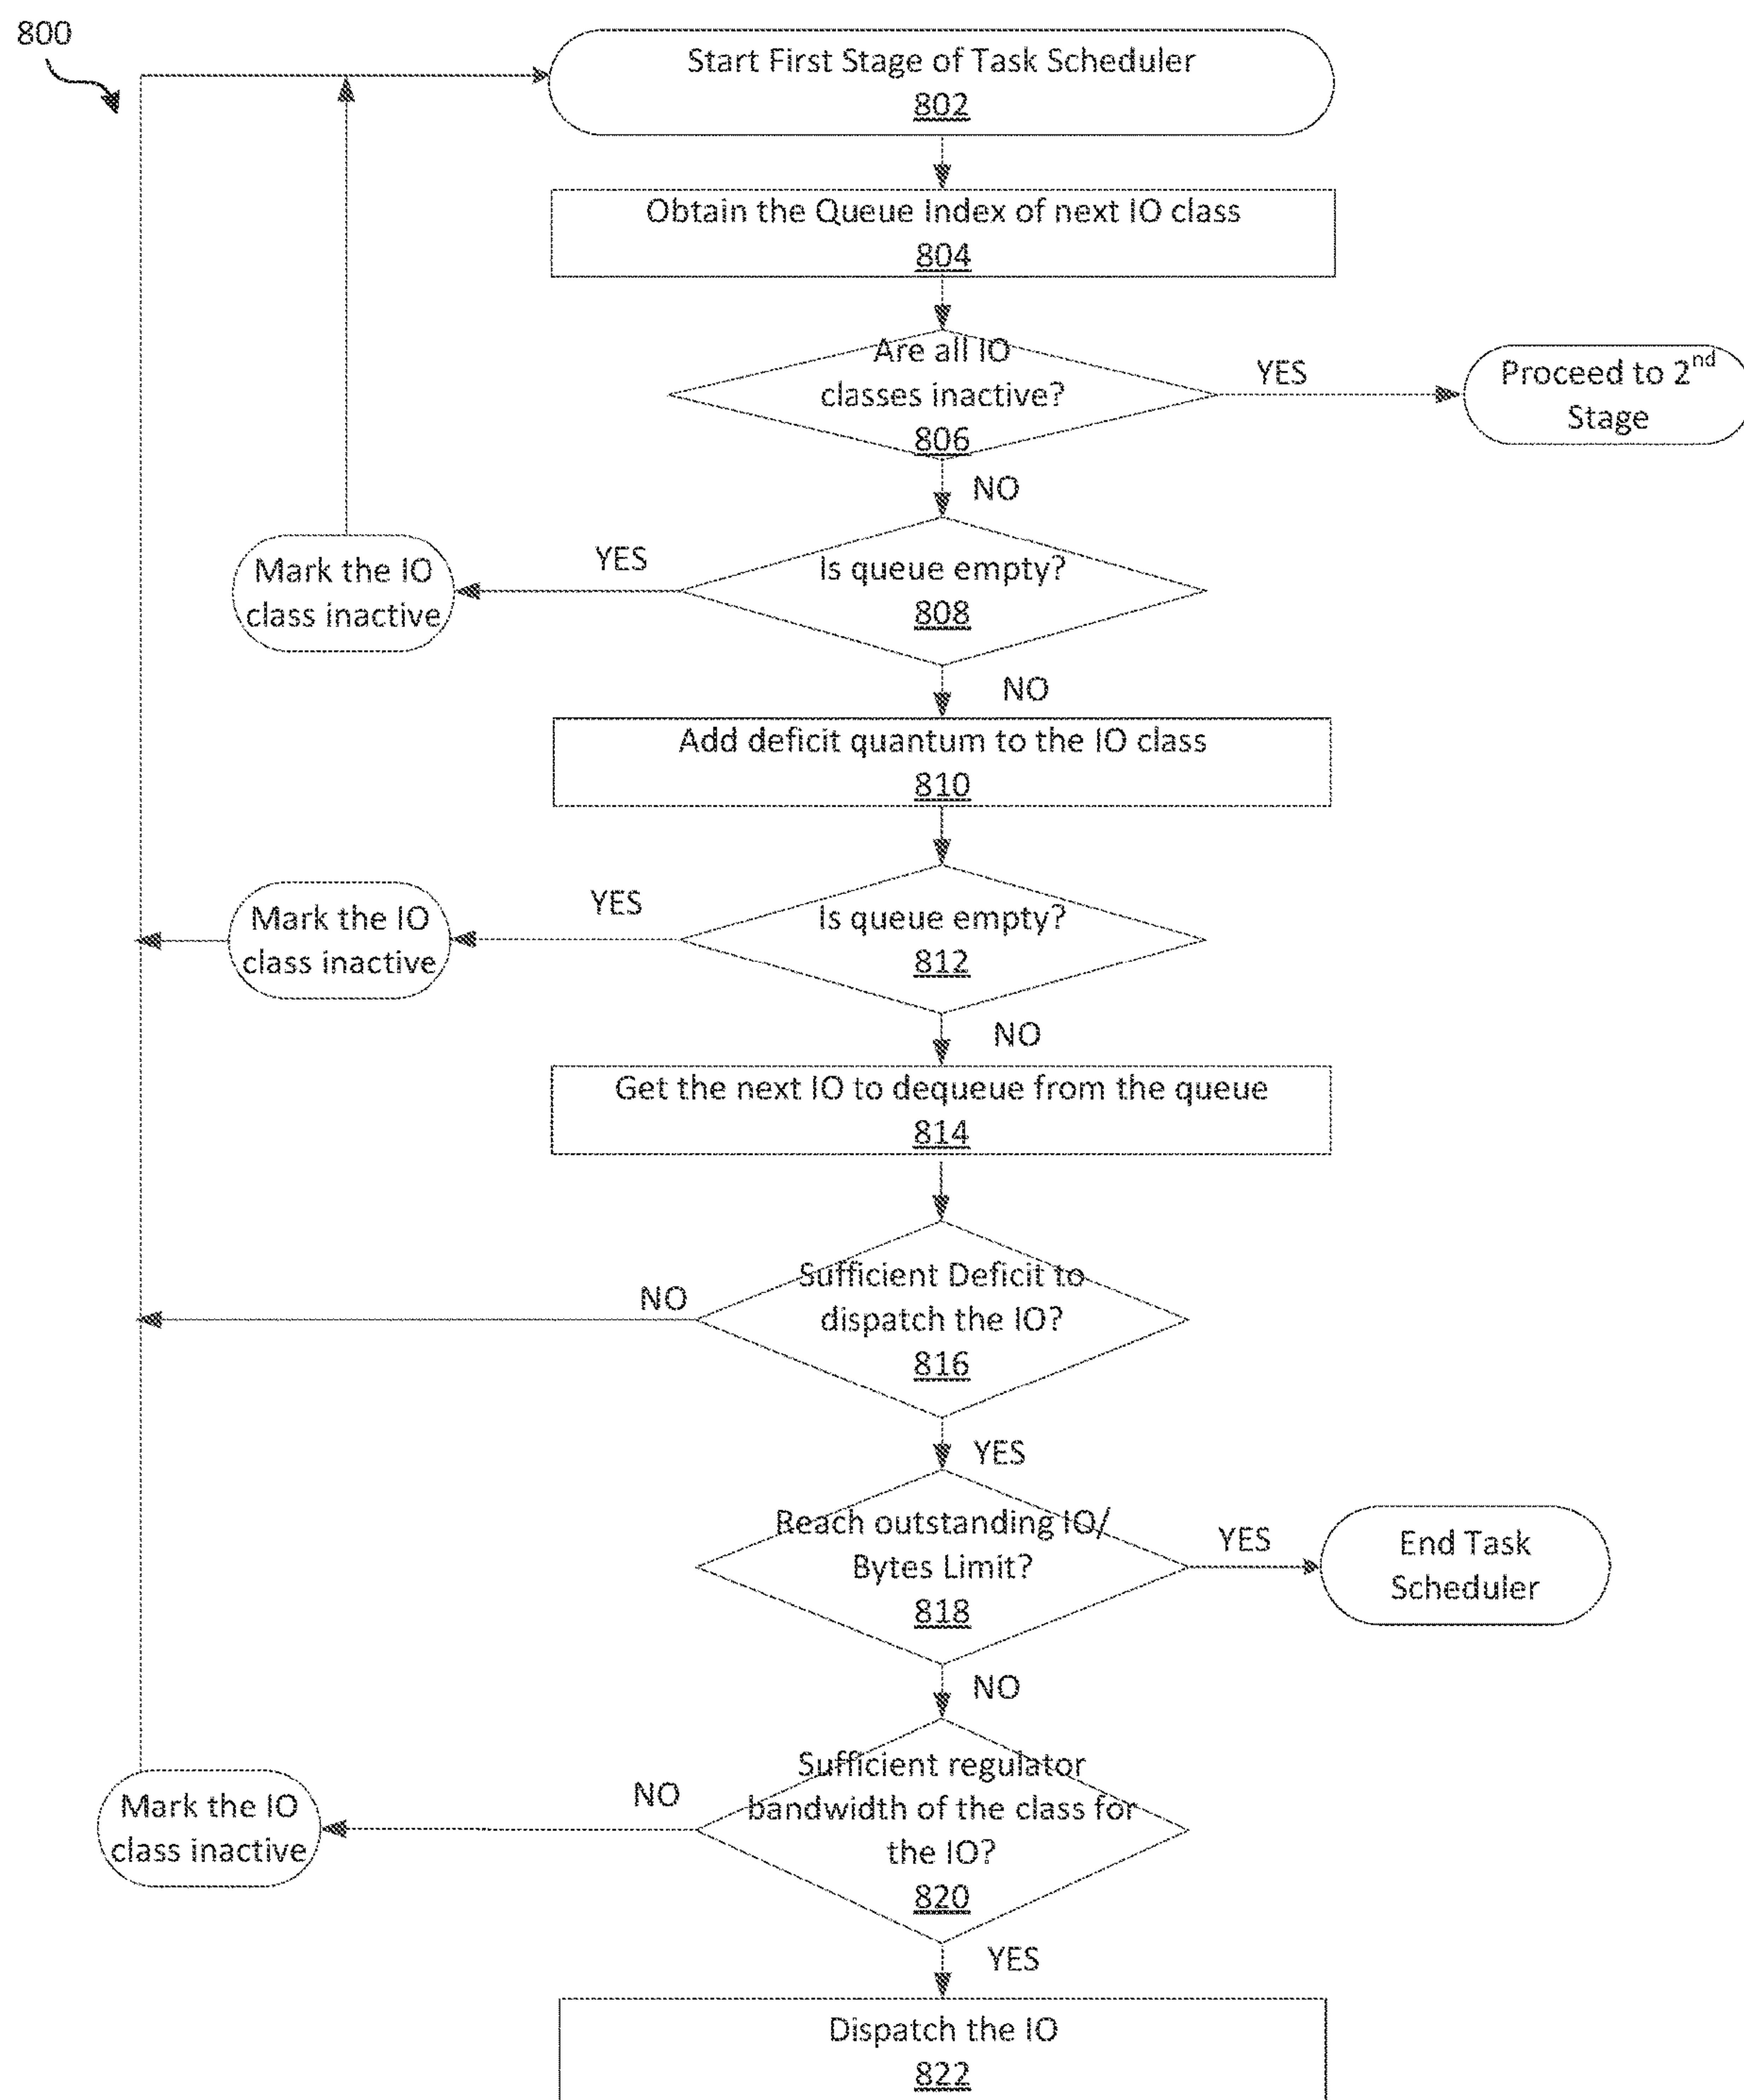 800
Start First Stage of Task Scheduler
802
Obtain the Queue Index of next IO class
804
Are all IO
classes inactive?
806
YES
Proceed to 2nd
Stage
NO
Mark the IO
class inactive
YES
Is queue empty?
808
NO
Add deficit quantum to the IO class
810
Mark the IO
class inactive
YES
Is queue empty?
812
NO
Get the next IO to dequeue from the queue
814
NO
Sufficient Deficit to
dispatch the IO?
816
YES
Reach outstanding IO/
Bytes Limit?
818
YES
End Task
Scheduler
NO
Mark the IO
class inactive
NO
Sufficient regulator
bandwidth of the class for
the IO?
820
YES
Dispatch the IO
822